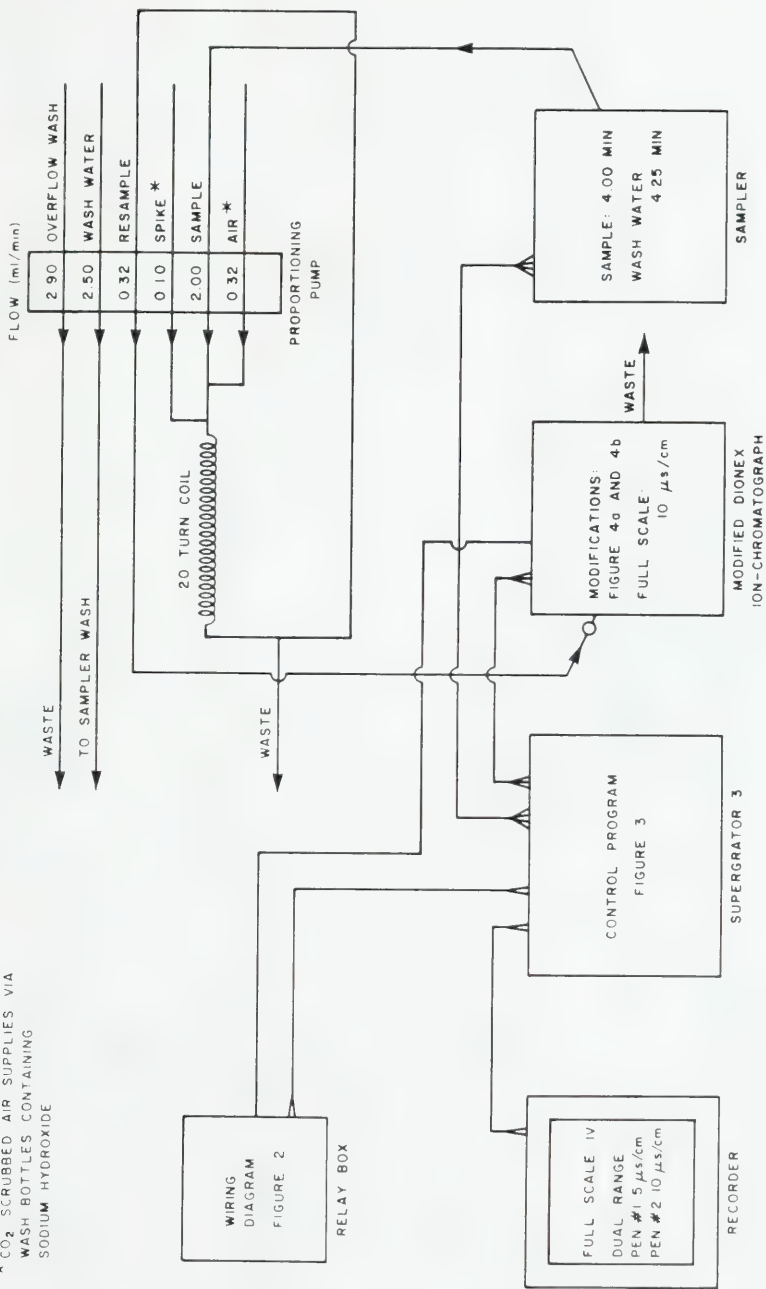 * CO₂ SCRUBBED AIR SUPPLIES VIA
WASH BOTTLES CONTAINING
SODIUM HYDROXIDE
FLOW (ml/min)
WASTE
2 90 OVERFLOW WASH
TO SAMPLER WASH
2.50 WASH WATER
0 32 RESAMPLE
0 10 SPIKE *
2.00 SAMPLE
0 32 AIR *
PROPORTIONING
PUMP
20 TURN COIL
WASTE
WIRING
DIAGRAM
FIGURE 2
RELAY BOX
FULL SCALE IV
DUAL RANGE
PEN #1 5 μs/cm
PEN #2 10 μs/cm
RECORDER
CONTROL PROGRAM
FIGURE 3
SUPERGRATOR 3
MODIFICATIONS:
FIGURE 4a AND 4b
FULL SCALE:
10 μs/cm
WASTE
MODIFIED DIONEX
ION-CHROMATOGRAPH
SAMPLE: 4.00 MIN
WASH WATER
4 25 MIN
SAMPLER